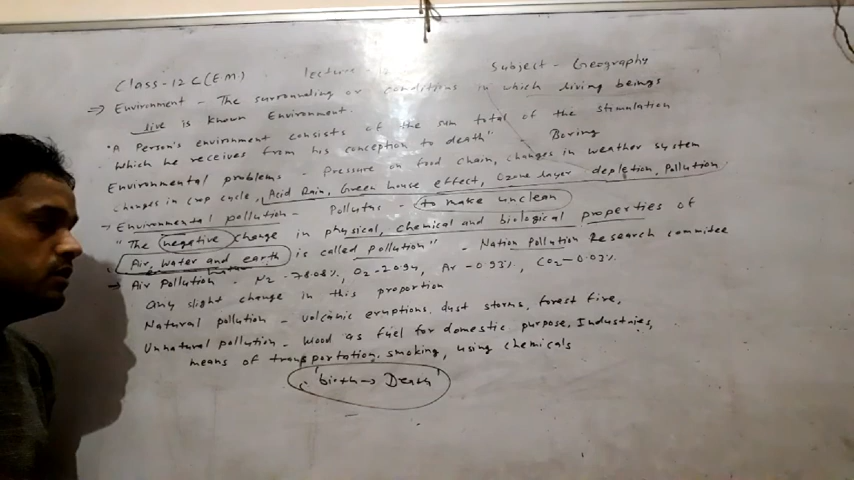 Class-12 C(EM) lecture - Subject - Geography
=> Environment - The surrounding or conditions in which living beings
live is known Environment.
"A Person's environment consists of the sum total of the stimulation
which he receives from his conception to death" - Boring
Environmental problems - Pressure on food chain, changes in weather system
changes in crop cycle, Acid Rain, Green house effect, Ozone layer depletion, Pollution
→ Environmental pollution - - to make unclean
"The negative change in physical, chemical and biological properties of
Air, water and earth is called pollution" - Nation Pollution Research commitee
→ Air Pollution - N2 -78.08%, O2 - 20.9%, Ar - 0.93%, CO2 - 0.03%.
any slight change in this proportion
Natural pollution - volcanic eruptions, dust storms, forest fire,
Unnatural pollution - wood as fuel for domestic purpose, Industries,
means of transportation, smoking, using chemicals
'birth → Death'